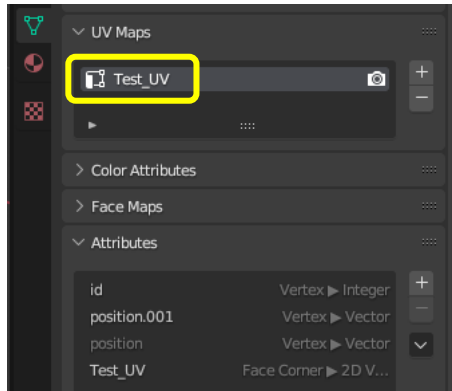 UV Maps
Test_UV
Color Attributes
Face Maps
Attributes
id Vertex ▶ Integer
position.001 Vertex ▶ Vector
position Vertex ▶ Vector
Test_UV Face Corner ▶ 2D V...